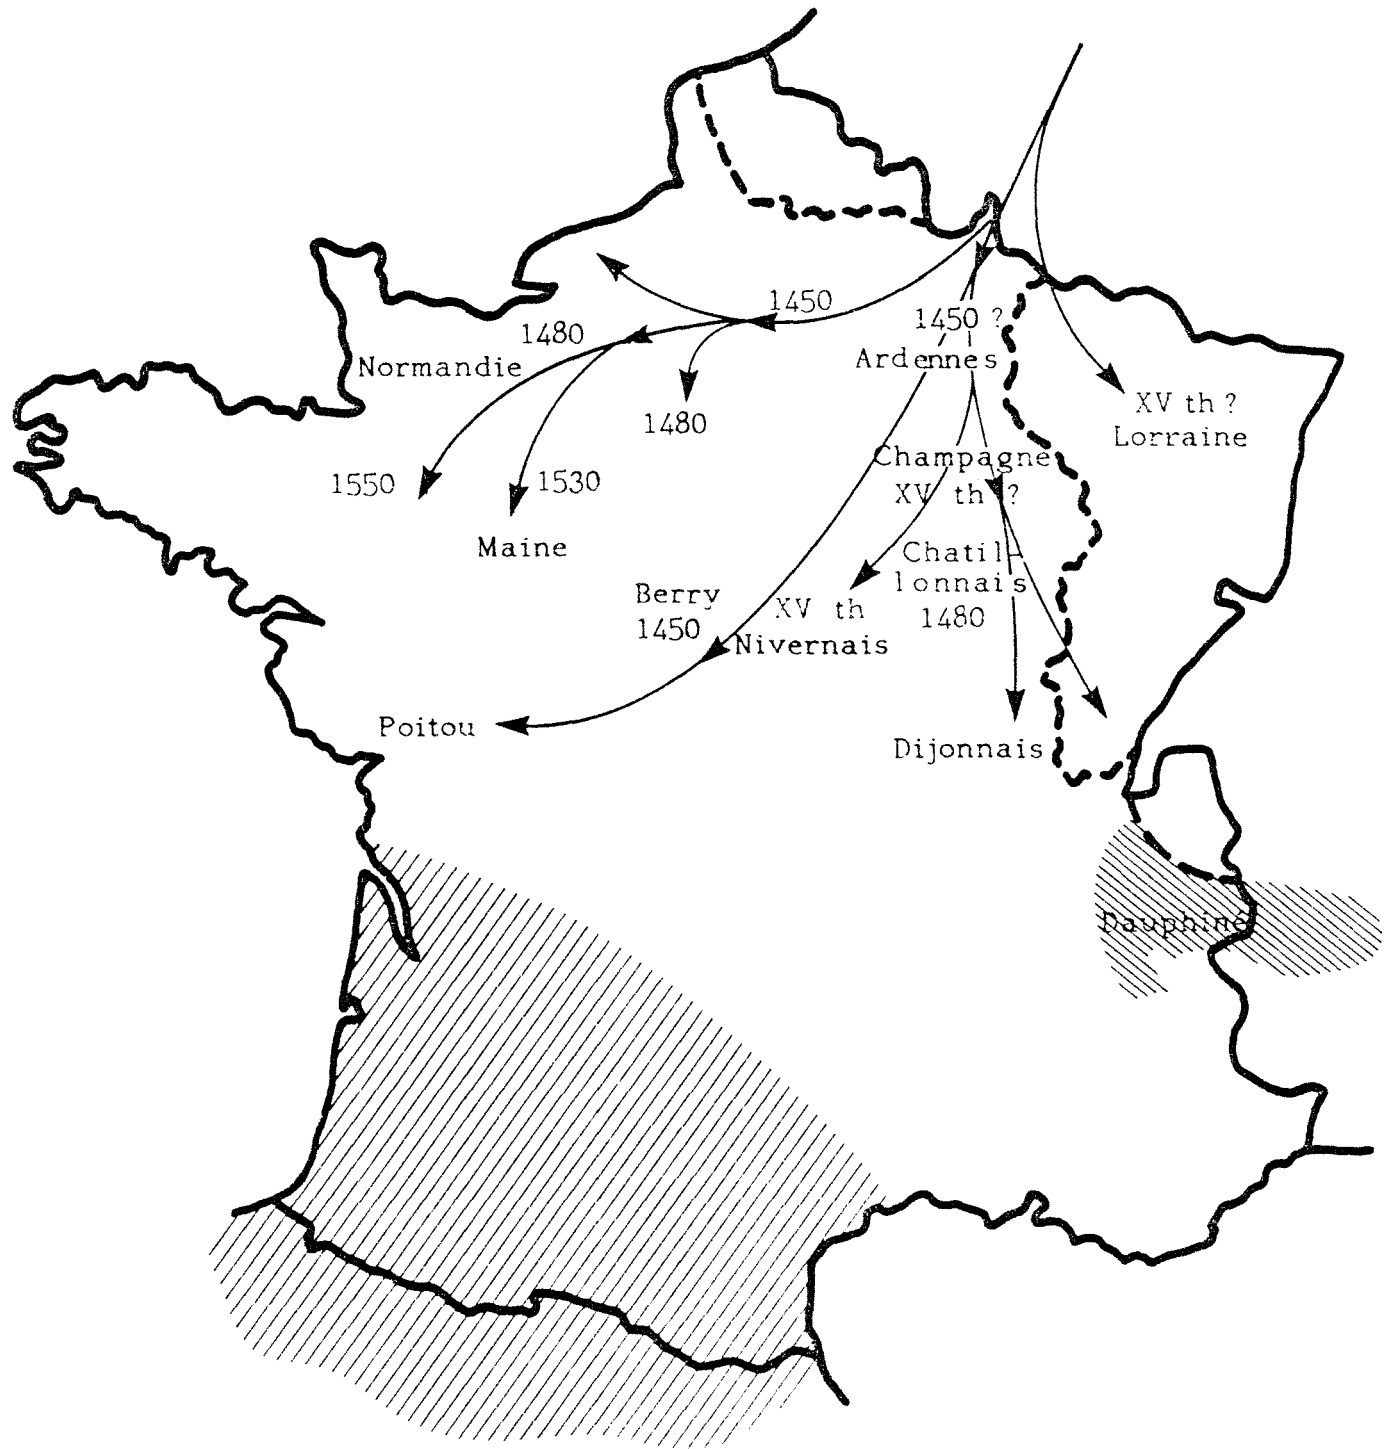 1450
1480
Normandie
1480
1550
1530
Maine
1450 ?
Ardennes
XV th ?
Lorraine
Champagne
XV th ?
Chatil-
lonnais
1480
Berry
1450
XV th
Nivernais
Poitou
Dijonnais
Dauphiné